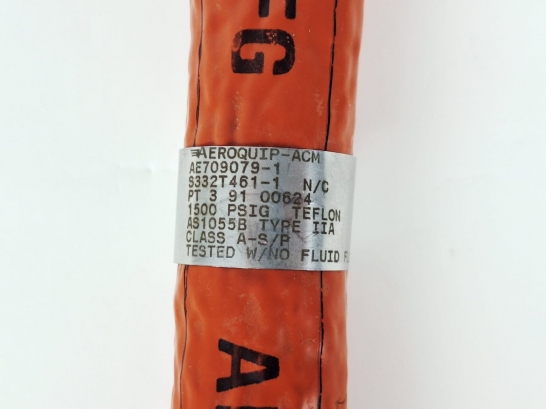 FG
AEROQUIP-ACM
AE709079-1
S332T461-1 N/C
PT 3 91 00624
1500 PSIG TEFLON
AS1055B TYPE IIA
CLASS A-S/P
TESTED W/NO FLUID F
A